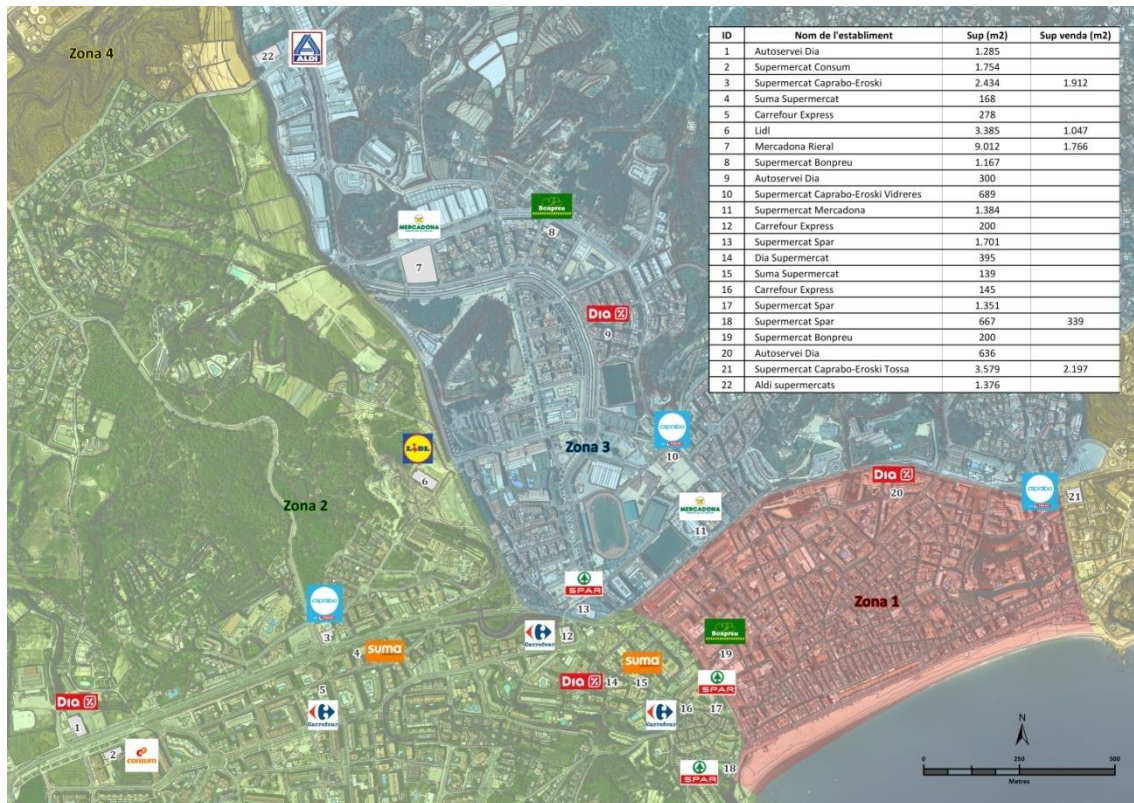 Zona 4
22
ALDI
ID Nom de l'establiment Sup (m2) Sup venda (m2)
1 Autoservei Dia 1.285
2 Supermercat Consum 1.754
3 Supermercat Caprabo-Eroski 2.434 1.912
4 Suma Supermercat 168
5 Carrefour Express 278
6 Lidl 3.385 1.047
7 Mercadona Rieral 9.012 1.766
8 Supermercat Bonpreu 1.167
9 Autoservei Dia 300
10 Supermercat Caprabo-Eroski Vidreres 689
11 Supermercat Mercadona 1.384
12 Carrefour Express 200
13 Supermercat Spar 1.701
14 Dia Supermercat 395
15 Suma Supermercat 139
16 Carrefour Express 145
17 Supermercat Spar 1.351
18 Supermercat Spar 667 339
19 Supermercat Bonpreu 200
20 Autoservei Dia 636
21 Supermercat Caprabo-Eroski Tossa 3.579 2.197
22 Aldi supermercats 1.376
Bonpreu
8
MERCADONA
7
Dia %
9
caprabo
10
Zona 3
LIDL
6
Zona 2
Dia %
20
caprabo
21
MERCADONA
11
SPAR
13
caprabo
3
Zona 1
Carrefour
12
Bonpreu
19
suma
4
Dia %
14
suma
15
SPAR
17
5
Carrefour
Carrefour
16
Dia %
1
2
consum
SPAR
18
N
0 250 500
Metres